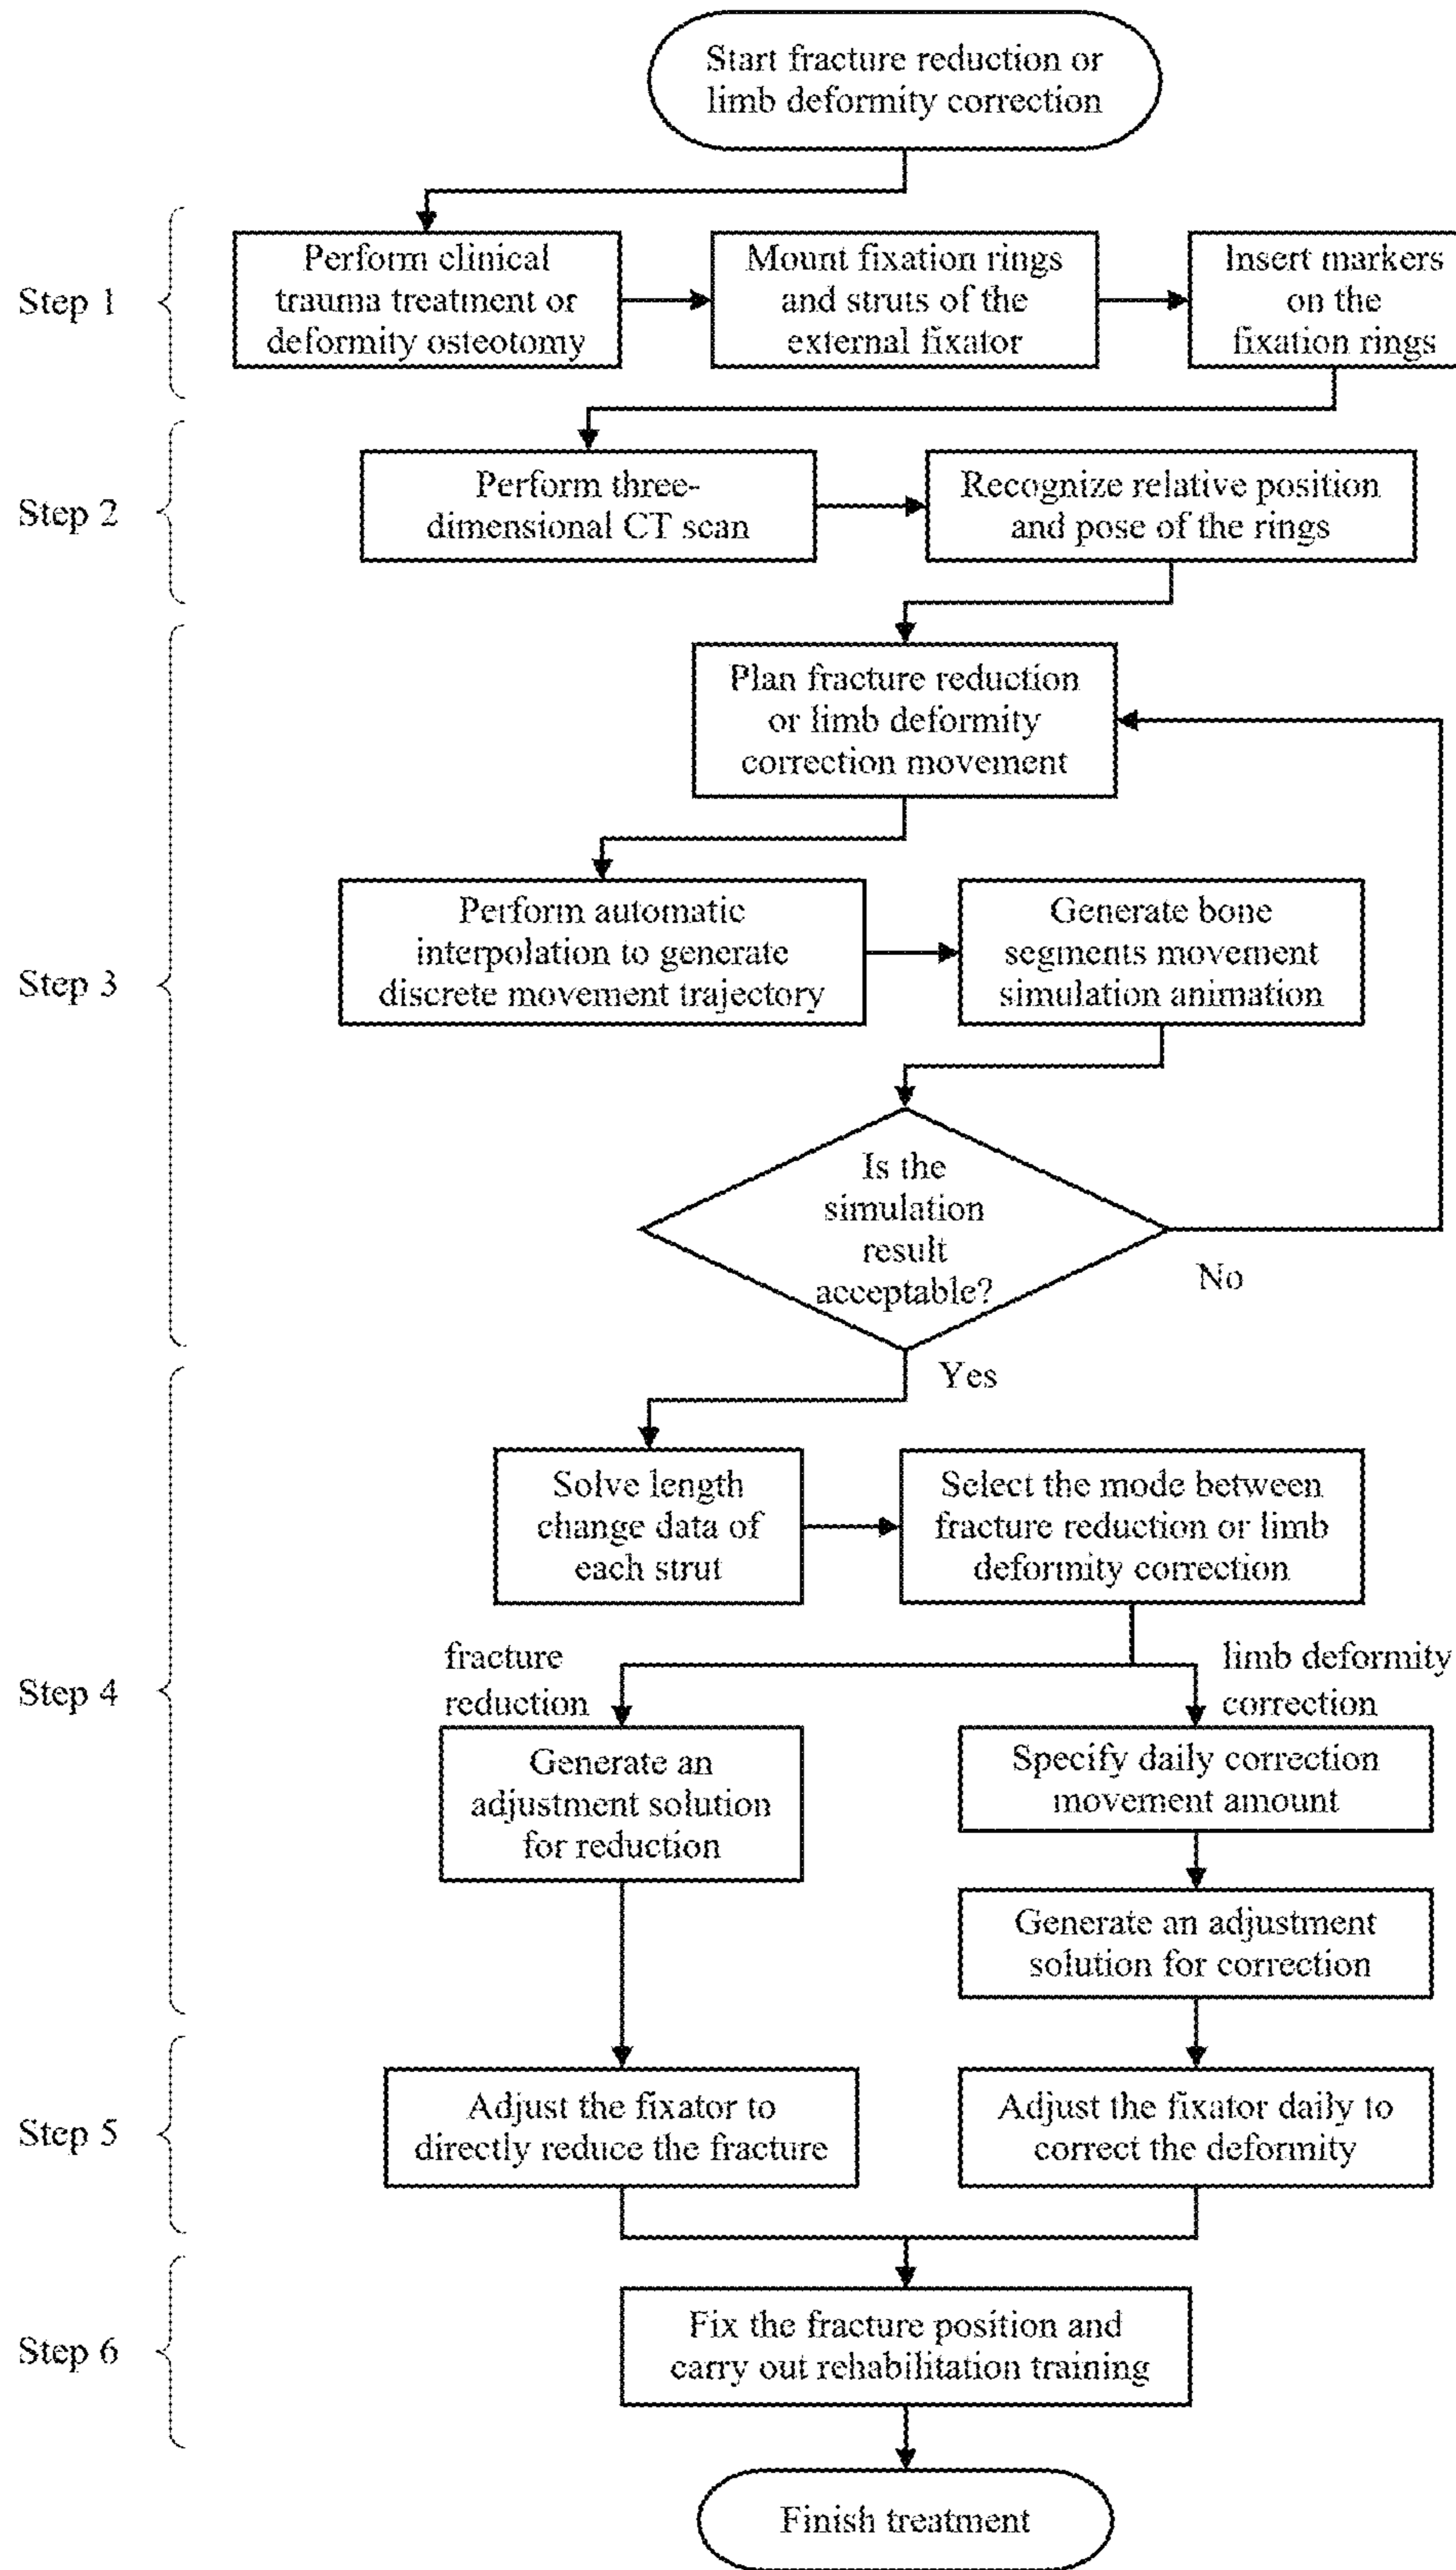 Start fracture reduction or
limb deformity correction
Step 1
Perform clinical
trauma treatment or
deformity osteotomy
Mount fixation rings
and struts of the
external fixator
Insert markers
on the
fixation rings
Step 2
Perform three-
dimensional CT scan
Recognize relative position
and pose of the rings
Step 3
Plan fracture reduction
or limb deformity
correction movement
Perform automatic
interpolation to generate
discrete movement trajectory
Generate bone
segments movement
simulation animation
Is the
simulation
result
acceptable?
No
Yes
Step 4
Solve length
change data of
each strut
Select the mode between
fracture reduction or limb
deformity correction
fracture
reduction
limb deformity
correction
Generate an
adjustment solution
for reduction
Specify daily correction
movement amount
Generate an adjustment
solution for correction
Step 5
Adjust the fixator to
directly reduce the fracture
Adjust the fixator daily to
correct the deformity
Step 6
Fix the fracture position and
carry out rehabilitation training
Finish treatment